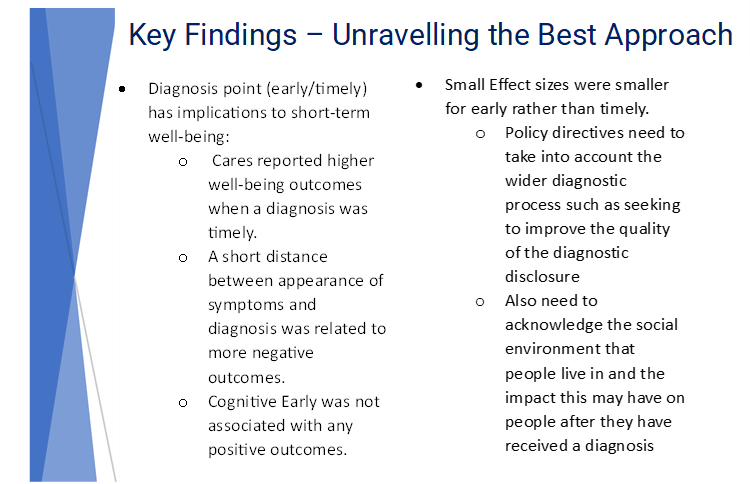 Key Findings – Unravelling the Best Approach
• Diagnosis point (early/timely)
has implications to short-term
well-being:
o Cares reported higher
well-being outcomes
when a diagnosis was
timely.
o A short distance
between appearance of
symptoms and
diagnosis was related to
more negative
outcomes.
o Cognitive Early was not
associated with any
positive outcomes.
• Small Effect sizes were smaller
for early rather than timely.
o Policy directives need to
take into account the
wider diagnostic
process such as seeking
to improve the quality
of the diagnostic
disclosure
o Also need to
acknowledge the social
environment that
people live in and the
impact this may have on
people after they have
received a diagnosis